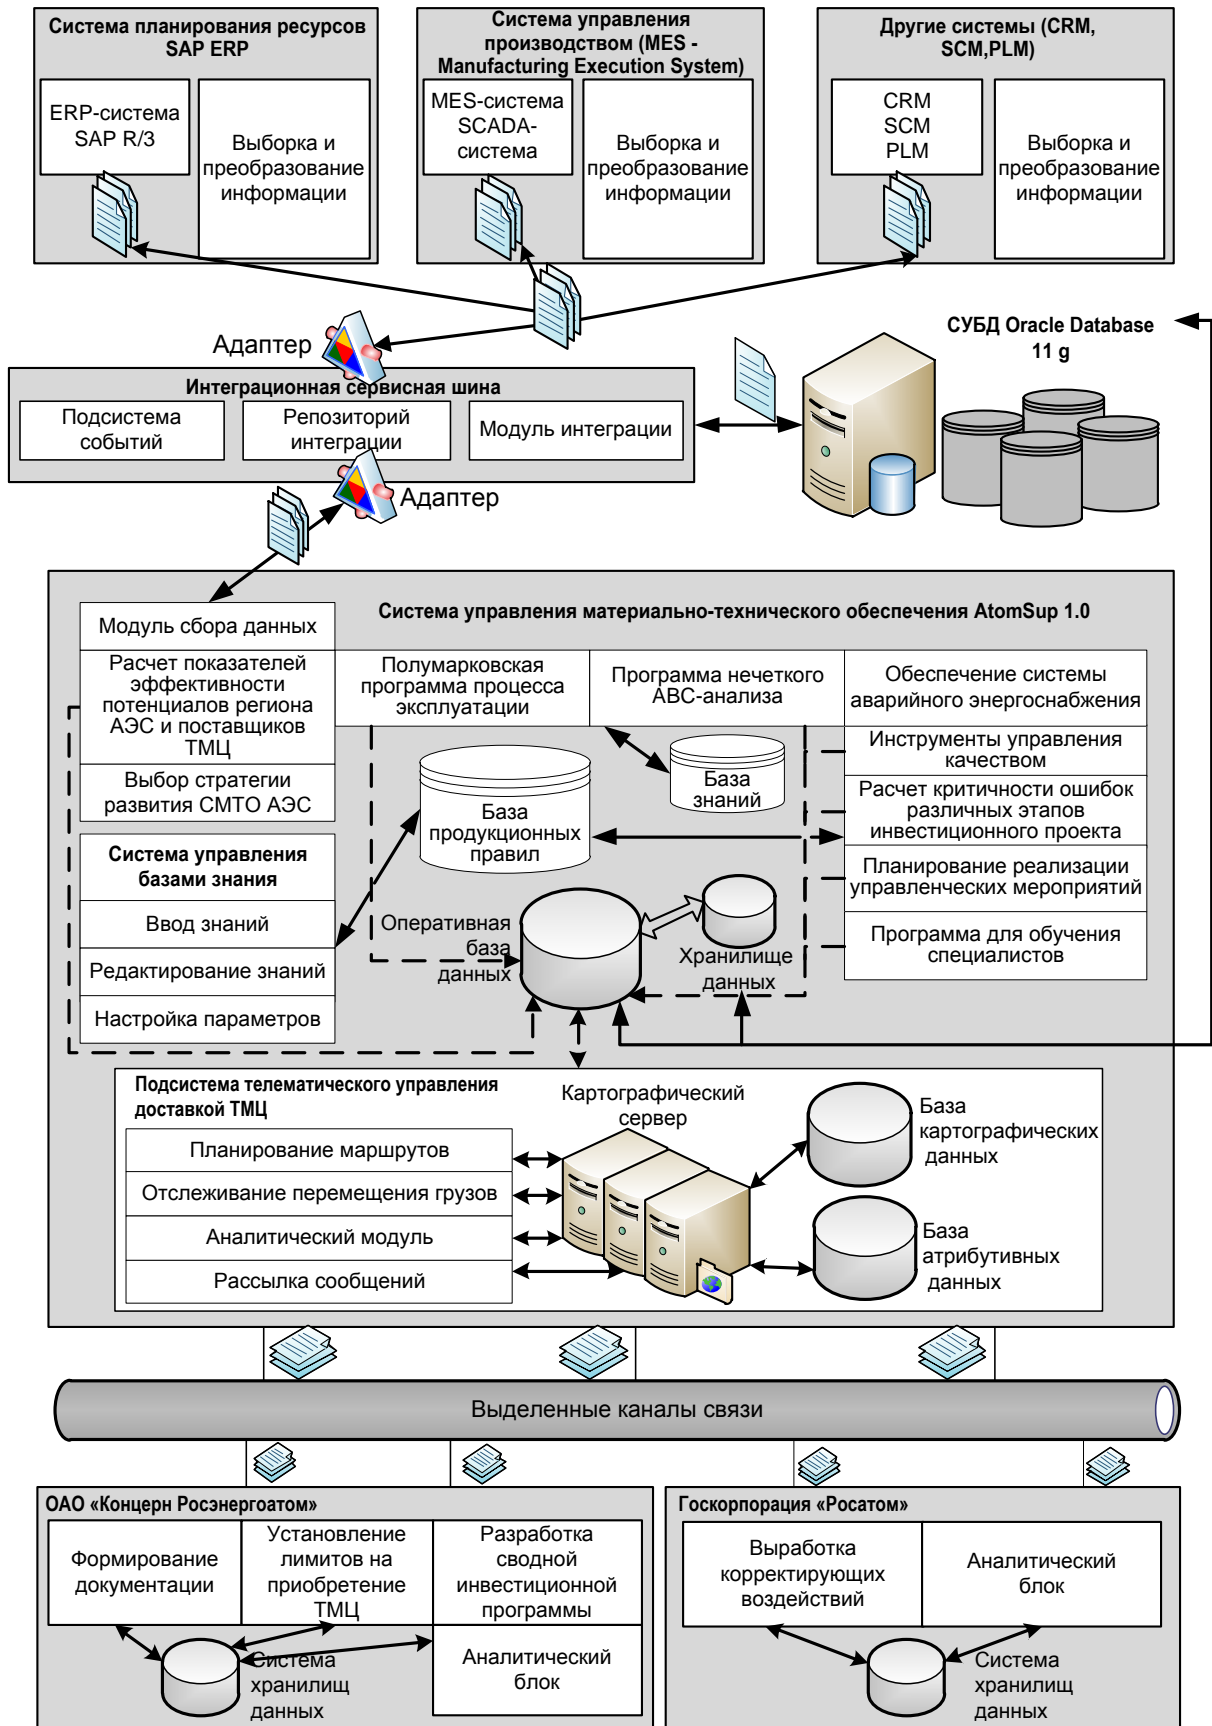 Система планирования ресурсов
SAP ERP
ERP-система
SAP R/3
Выборка и
преобразование
информации
Система управления
производством (MES -
Manufacturing Execution System)
MES-система
SCADA-
система
Выборка и
преобразование
информации
Другие системы (CRM,
SCM,PLM)
CRM
SCM
PLM
Выборка и
преобразование
информации
Адаптер
Интеграционная сервисная шина
Подсистема
событий
Репозиторий
интеграции
Модуль интеграции
Адаптер
СУБД Oracle Database
11 g
Система управления материально-технического обеспечения AtomSup 1.0
Модуль сбора данных
Расчет показателей
эффективности
потенциалов региона
АЭС и поставщиков
ТМЦ
Выбор стратегии
развития СМТО АЭС
Полумарковская
программа процесса
эксплуатации
Программа нечеткого
АВС-анализа
Обеспечение системы
аварийного энергоснабжения
Инструменты управления
качеством
Расчет критичности ошибок
различных этапов
инвестиционного проекта
Планирование реализации
управленческих мероприятий
Программа для обучения
специалистов
База
знаний
База
продукционных
правил
Система управления
базами знания
Ввод знаний
Редактирование знаний
Настройка параметров
Оперативная
база
данных
Хранилище
данных
Подсистема телематического управления
доставкой ТМЦ
Планирование маршрутов
Отслеживание перемещения грузов
Аналитический модуль
Рассылка сообщений
Картографический
сервер
База
картографических
данных
База
атрибутивных
данных
Выделенные каналы связи
ОАО «Концерн Росэнергоатом»
Формирование
документации
Установление
лимитов на
приобретение
ТМЦ
Разработка
сводной
инвестиционной
программы
Аналитический
блок
Система
хранилищ
данных
Госкорпорация «Росатом»
Выработка
корректирующих
воздействий
Аналитический
блок
Система
хранилищ
данных